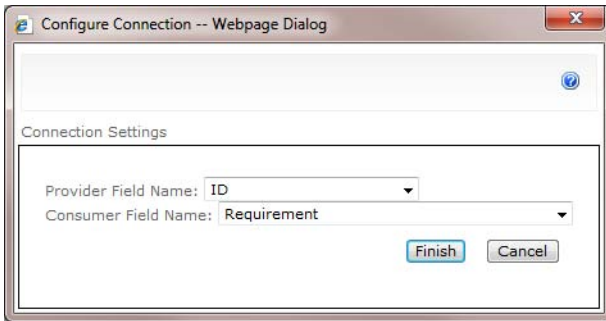 Configure Connection -- Webpage Dialog
Connection Settings
Provider Field Name: ID
Consumer Field Name: Requirement
Finish Cancel